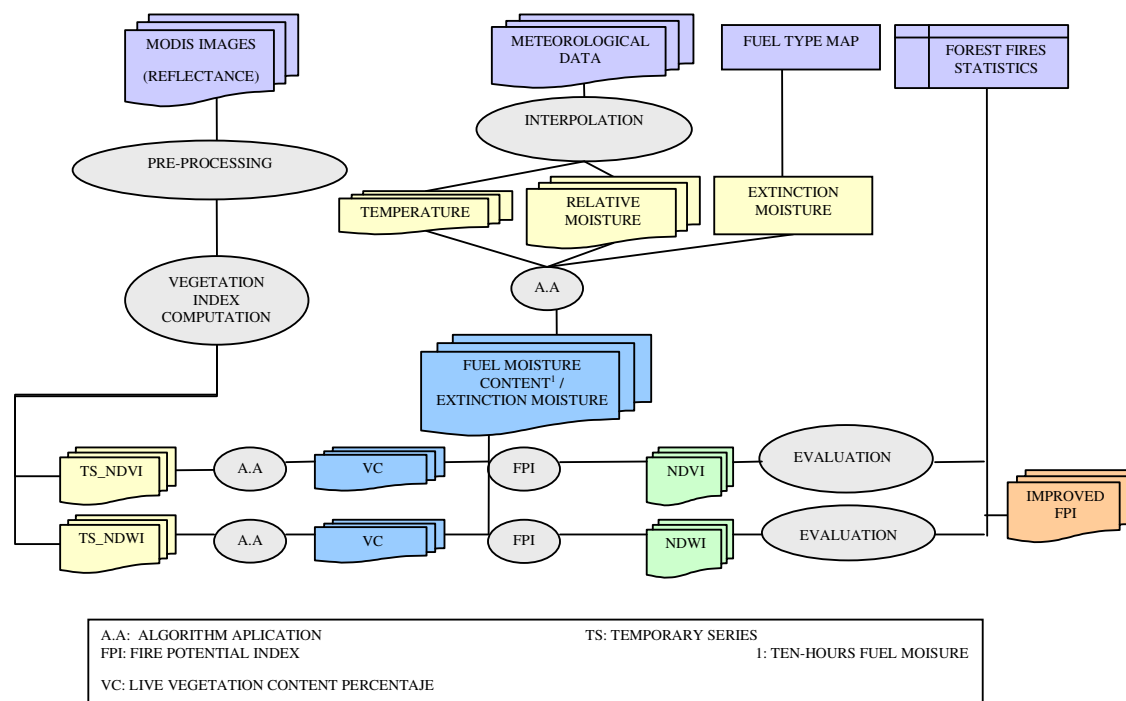 MODIS IMAGES
(REFLECTANCE)
METEOROLOGICAL
DATA
FUEL TYPE MAP
FOREST FIRES
STATISTICS
INTERPOLATION
PRE-PROCESSING
TEMPERATURE
RELATIVE
MOISTURE
EXTINCTION
MOISTURE
VEGETATION
INDEX
COMPUTATION
A.A
FUEL MOISTURE
CONTENT¹ /
EXTINCTION MOISTURE
TS_NDVI
A.A
VC
FPI
NDVI
EVALUATION
TS_NDWI
A.A
VC
FPI
NDWI
EVALUATION
IMPROVED
FPI
A.A: ALGORITHM APLICATION
TS: TEMPORARY SERIES
FPI: FIRE POTENTIAL INDEX
1: TEN-HOURS FUEL MOISURE
VC: LIVE VEGETATION CONTENT PERCENTAJE